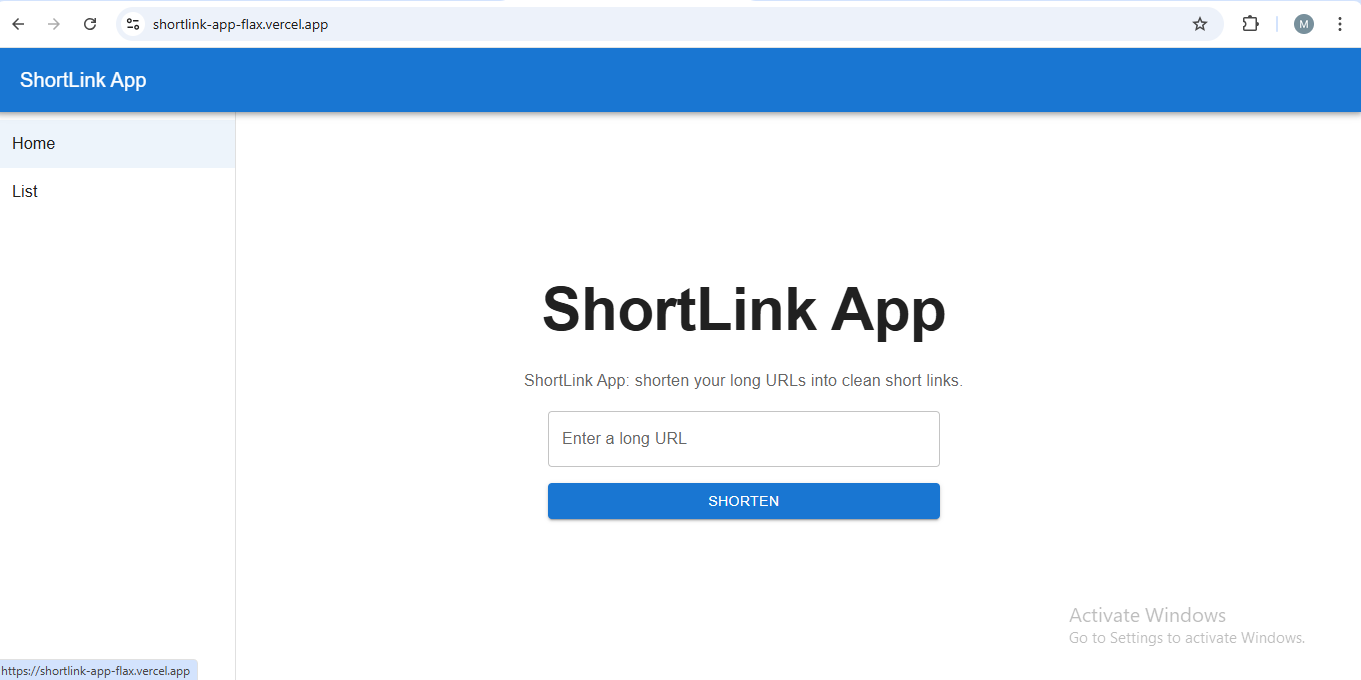 shortlink-app-flax.vercel.app
M
ShortLink App
Home
List
ShortLink App
ShortLink App: shorten your long URLs into clean short links.
Enter a long URL
SHORTEN
Activate Windows
Go to Settings to activate Windows.
https://shortlink-app-flax.vercel.app